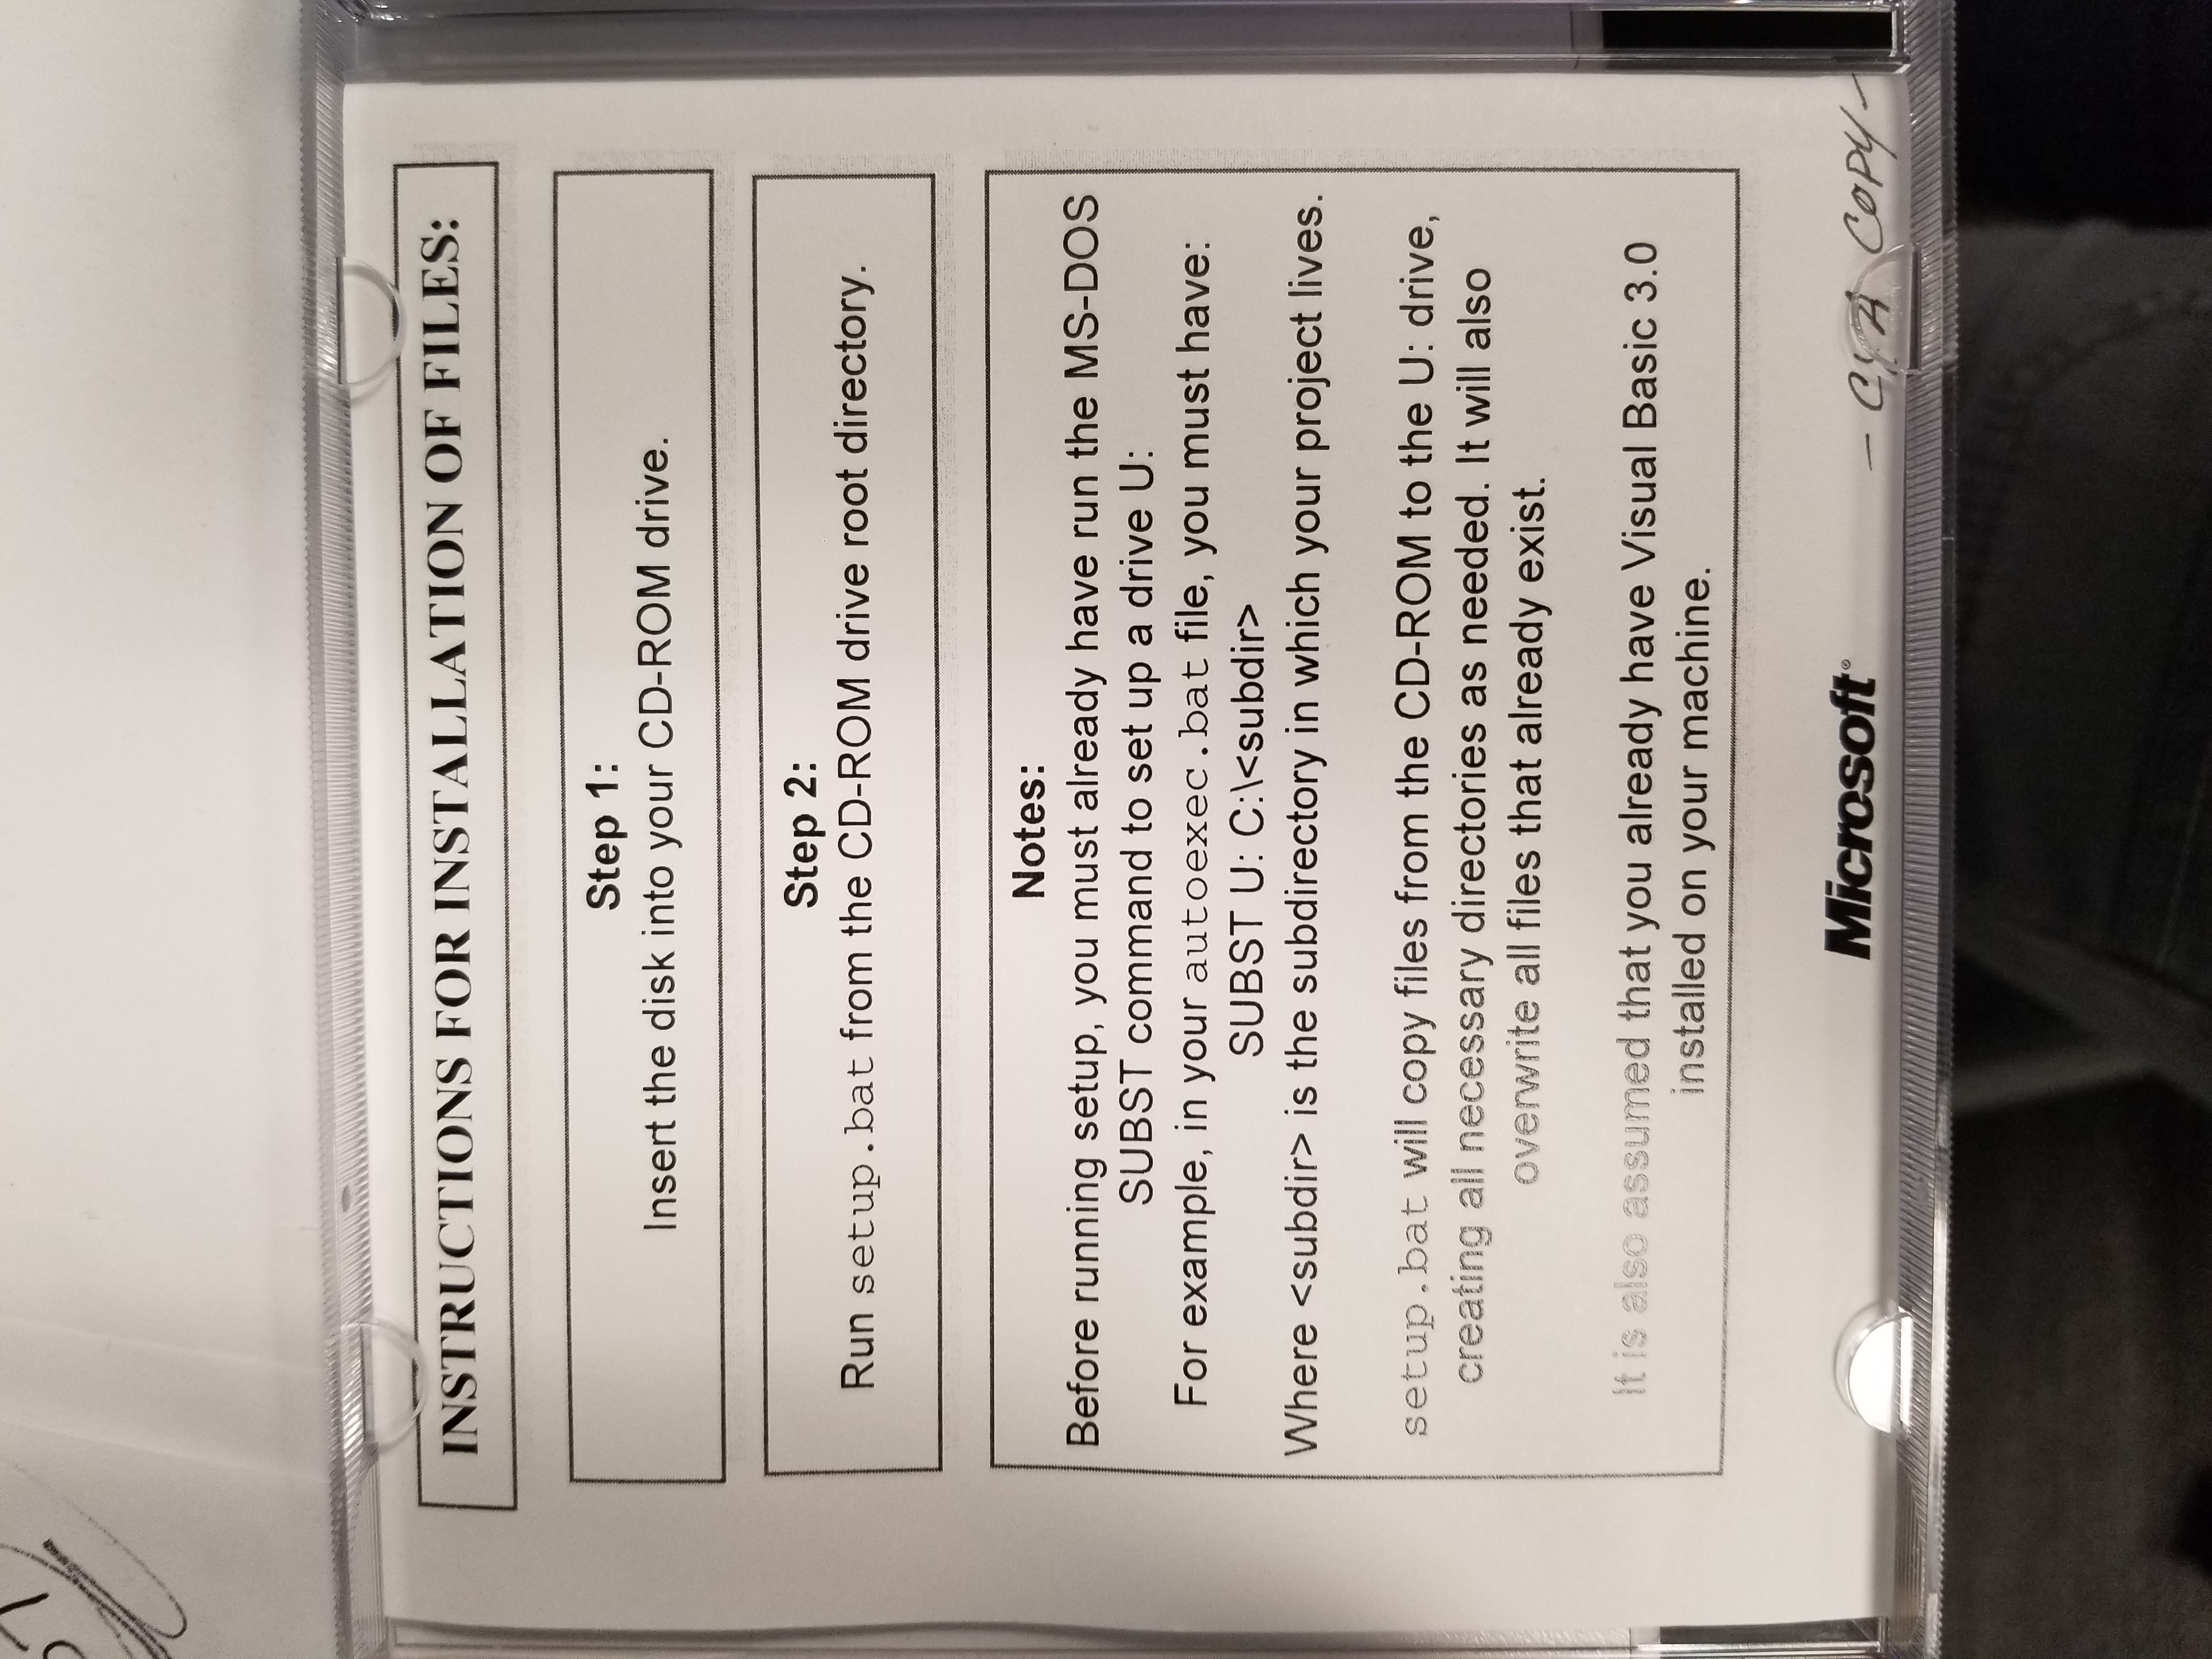 INSTRUCTIONS FOR INSTALLATION OF FILES:
Step 1:
Insert the disk into your CD-ROM drive.
Step 2:
Run setup.bat from the CD-ROM drive root directory.
Notes:
Before running setup, you must already have run the MS-DOS
SUBST command to set up a drive U:
For example, in your autoexec.bat file, you must have:
SUBST U: C:\<subdir>
Where <subdir> is the subdirectory in which your project lives.
setup.bat will copy files from the CD-ROM to the U: drive,
creating all necessary directories as needed. It will also
overwrite all files that already exist.
It is also assumed that you already have Visual Basic 3.0
installed on your machine.
Microsoft®
- CYA COPY -